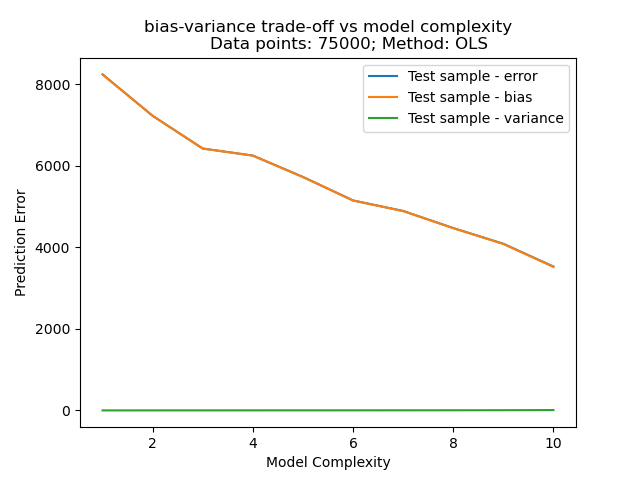 bias-variance trade-off vs model complexity
Data points: 75000; Method: OLS
Test sample - error
Test sample - bias
Test sample - variance
8000
6000
4000
2000
0
Prediction Error
2
4
6
8
10
Model Complexity